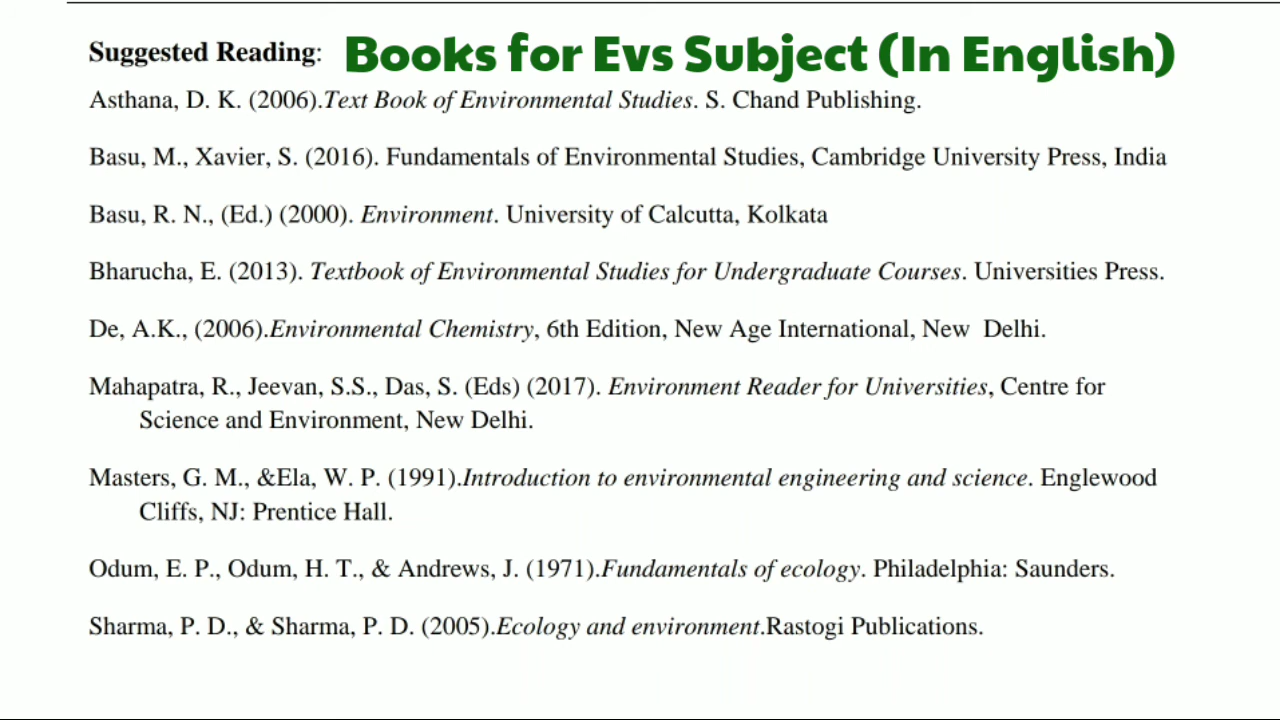 Suggested Reading: Books for Evs Subject (In English)
Asthana, D. K. (2006).Text Book of Environmental Studies. S. Chand Publishing.
Basu, M., Xavier, S. (2016). Fundamentals of Environmental Studies, Cambridge University Press, India
Basu, R. N., (Ed.) (2000). Environment. University of Calcutta, Kolkata
Bharucha, E. (2013). Textbook of Environmental Studies for Undergraduate Courses. Universities Press.
De, A.K., (2006).Environmental Chemistry, 6th Edition, New Age International, New  Delhi.
Mahapatra, R., Jeevan, S.S., Das, S. (Eds) (2017). Environment Reader for Universities, Centre for
Science and Environment, New Delhi.
Masters, G. M., &Ela, W. P. (1991).Introduction to environmental engineering and science. Englewood
Cliffs, NJ: Prentice Hall.
Odum, E. P., Odum, H. T., & Andrews, J. (1971).Fundamentals of ecology. Philadelphia: Saunders.
Sharma, P. D., & Sharma, P. D. (2005).Ecology and environment.Rastogi Publications.